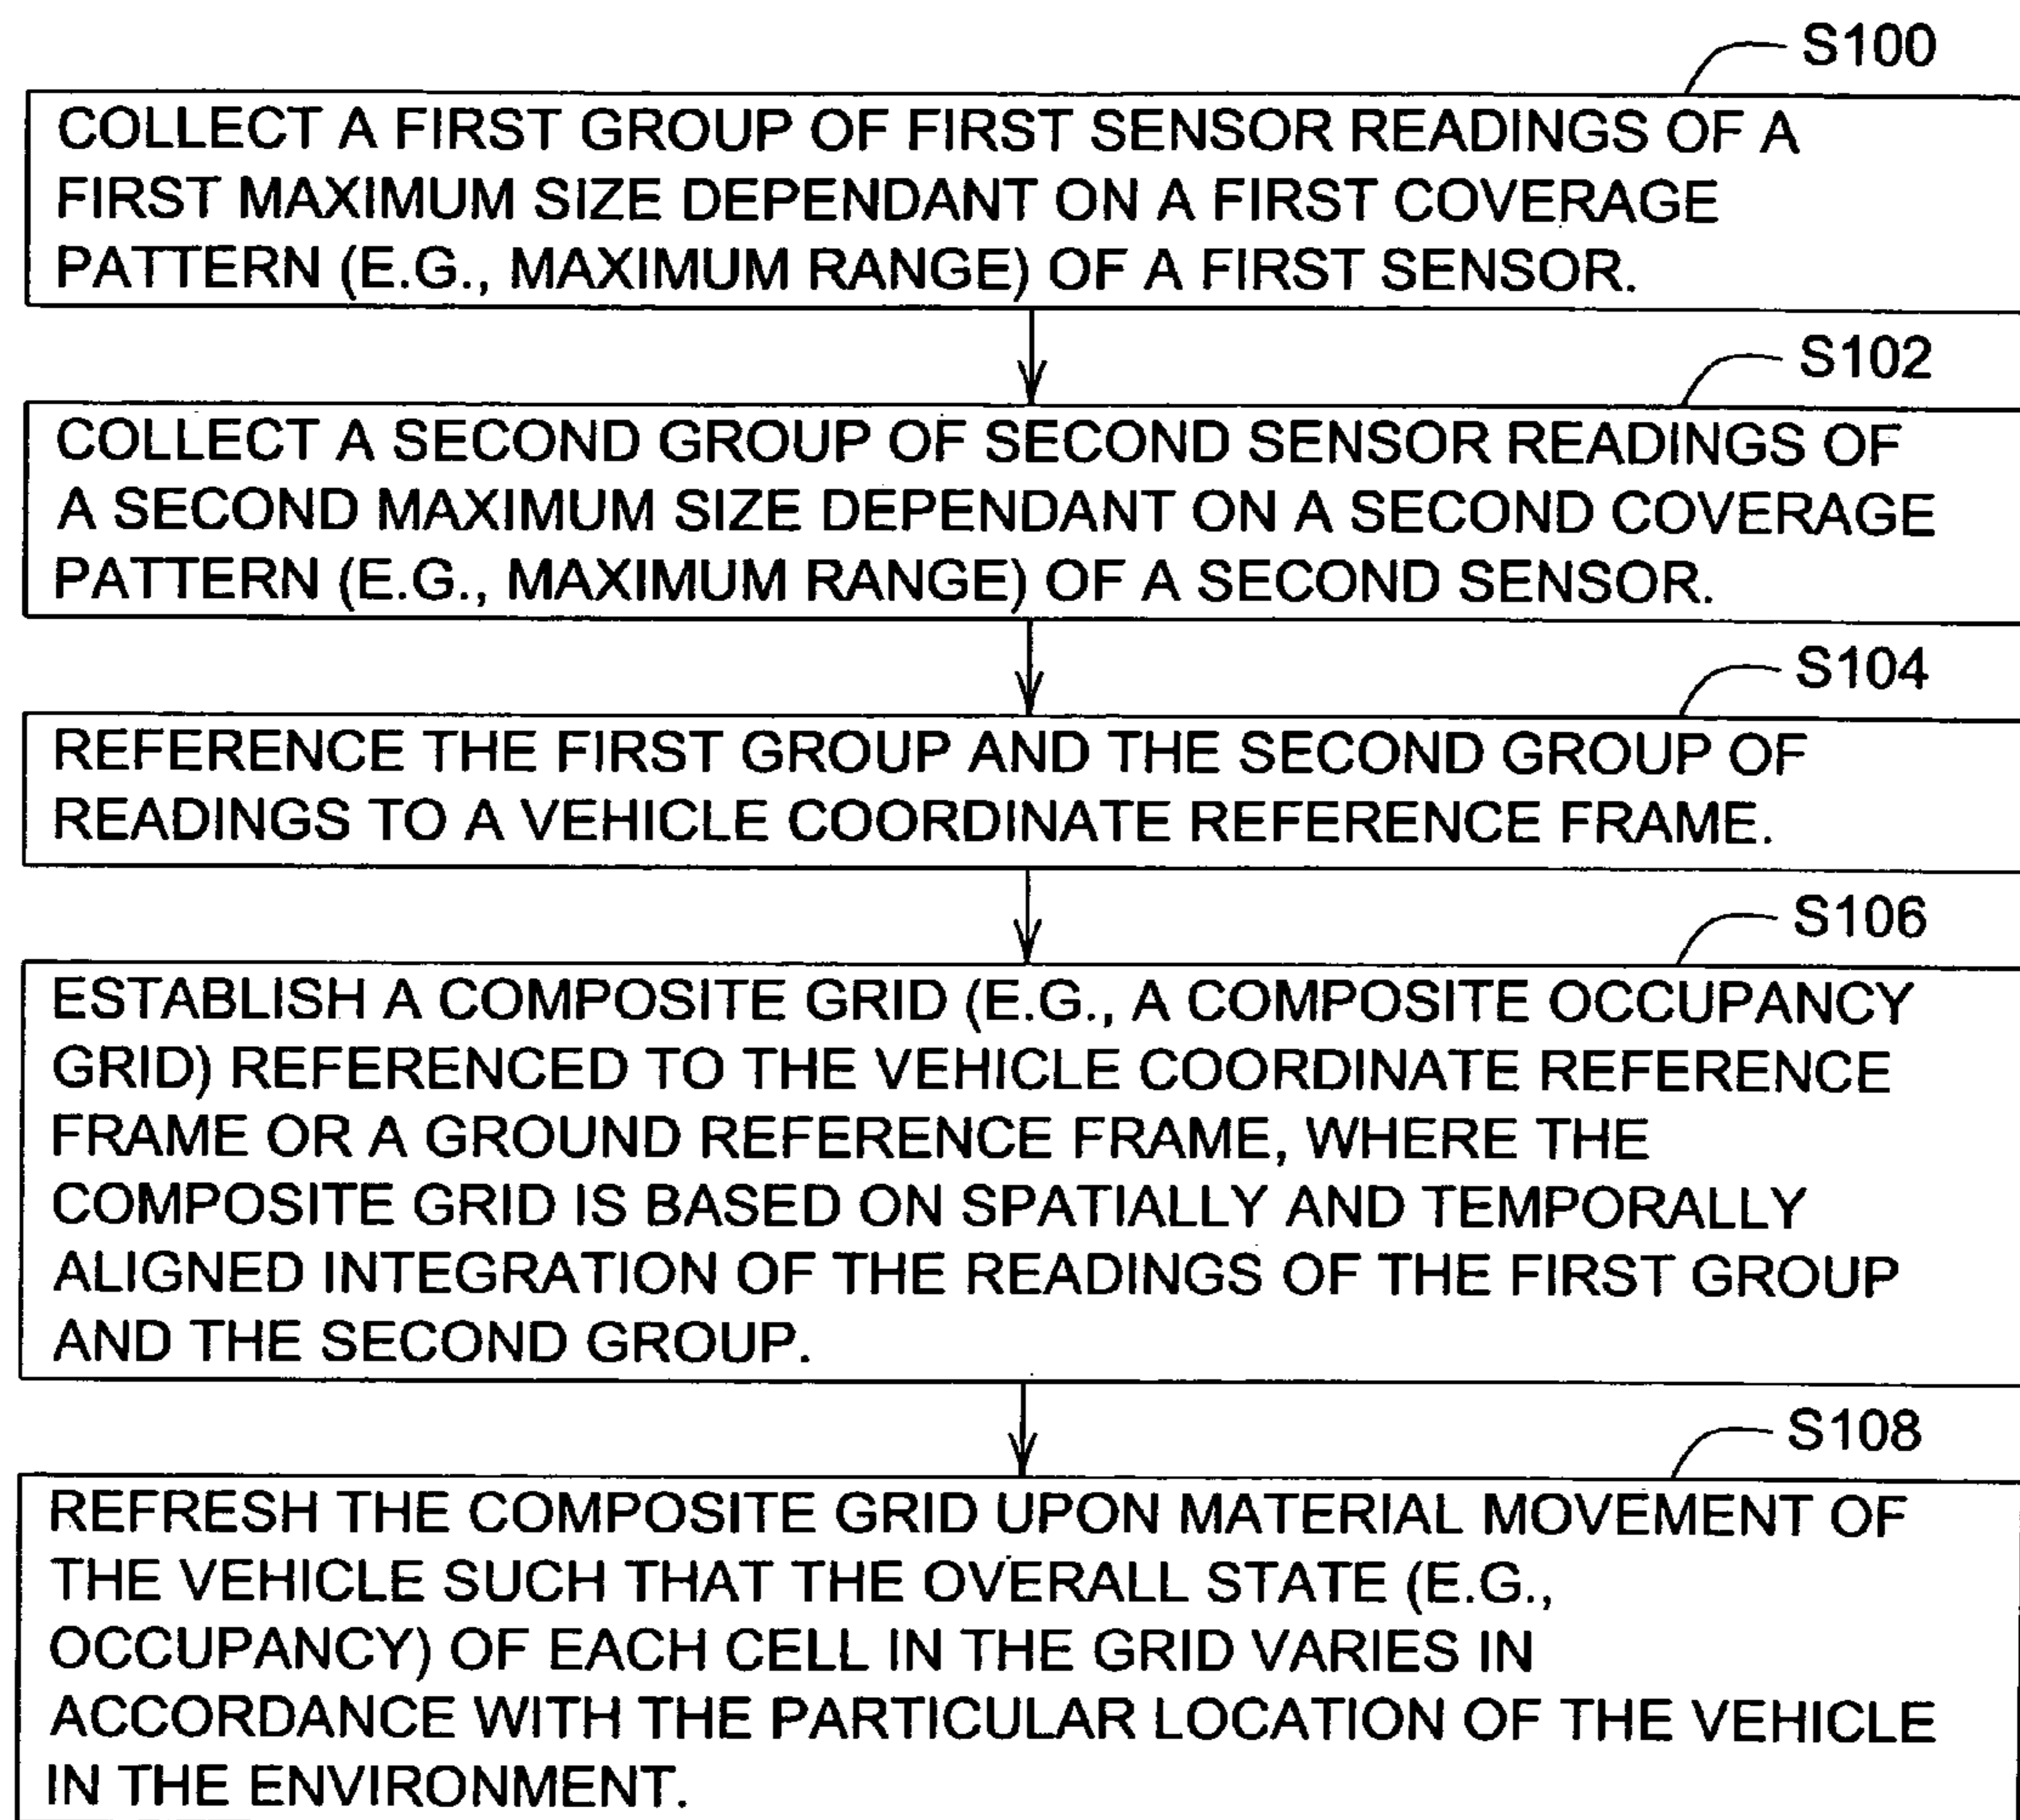 S100
COLLECT A FIRST GROUP OF FIRST SENSOR READINGS OF A
FIRST MAXIMUM SIZE DEPENDANT ON A FIRST COVERAGE
PATTERN (E.G., MAXIMUM RANGE) OF A FIRST SENSOR.
S102
COLLECT A SECOND GROUP OF SECOND SENSOR READINGS OF
A SECOND MAXIMUM SIZE DEPENDANT ON A SECOND COVERAGE
PATTERN (E.G., MAXIMUM RANGE) OF A SECOND SENSOR.
S104
REFERENCE THE FIRST GROUP AND THE SECOND GROUP OF
READINGS TO A VEHICLE COORDINATE REFERENCE FRAME.
S106
ESTABLISH A COMPOSITE GRID (E.G., A COMPOSITE OCCUPANCY
GRID) REFERENCED TO THE VEHICLE COORDINATE REFERENCE
FRAME OR A GROUND REFERENCE FRAME, WHERE THE
COMPOSITE GRID IS BASED ON SPATIALLY AND TEMPORALLY
ALIGNED INTEGRATION OF THE READINGS OF THE FIRST GROUP
AND THE SECOND GROUP.
S108
REFRESH THE COMPOSITE GRID UPON MATERIAL MOVEMENT OF
THE VEHICLE SUCH THAT THE OVERALL STATE (E.G.,
OCCUPANCY) OF EACH CELL IN THE GRID VARIES IN
ACCORDANCE WITH THE PARTICULAR LOCATION OF THE VEHICLE
IN THE ENVIRONMENT.